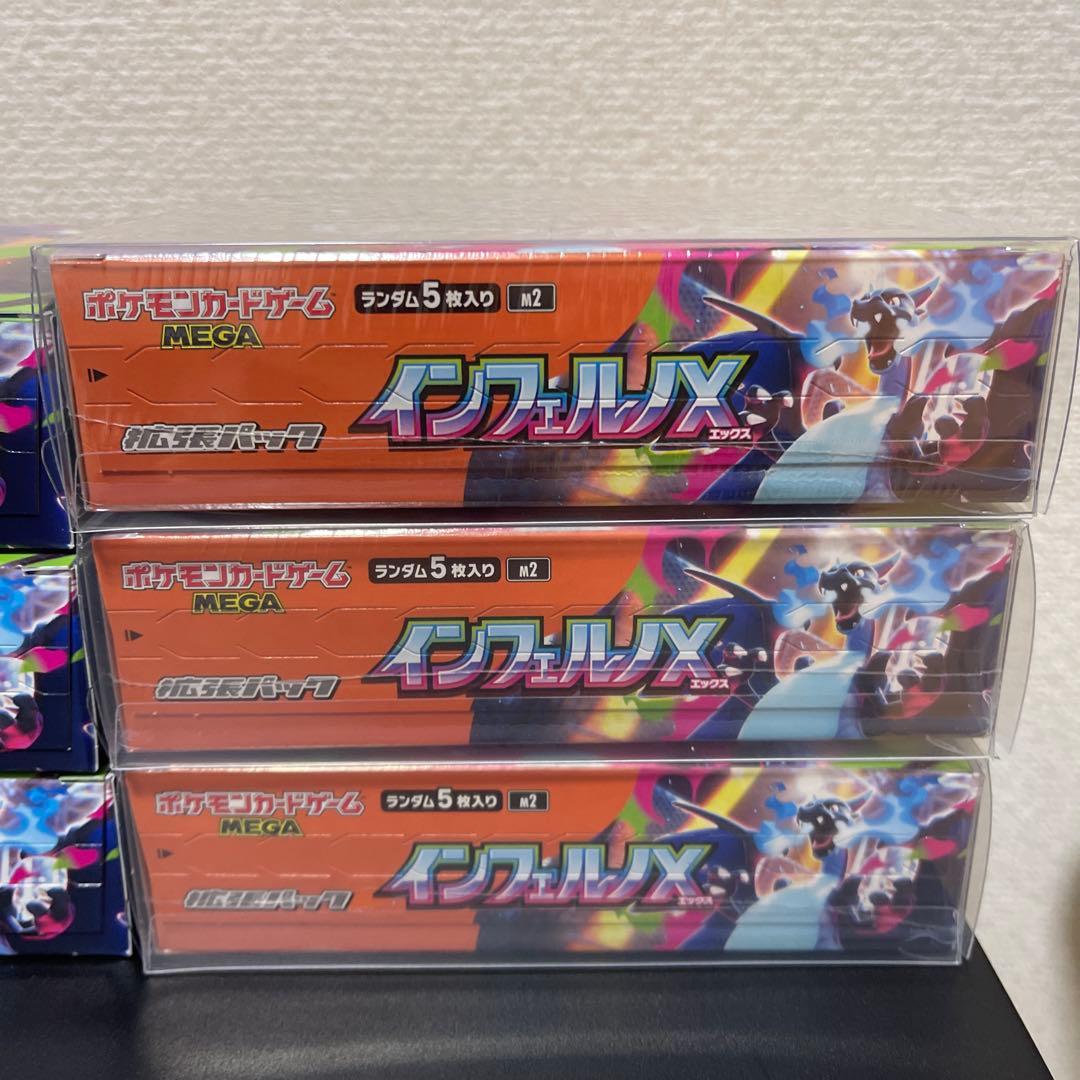 ポケモンカードゲーム
MEGA
ランダム5枚入り M2
インフェルノX
エックス
拡張パック
ポケモンカードゲーム
MEGA
ランダム5枚入り M2
インフェルノX
エックス
拡張パック
ポケモンカードゲーム
MEGA
ランダム5枚入り M2
インフェルノX
エックス
拡張パック